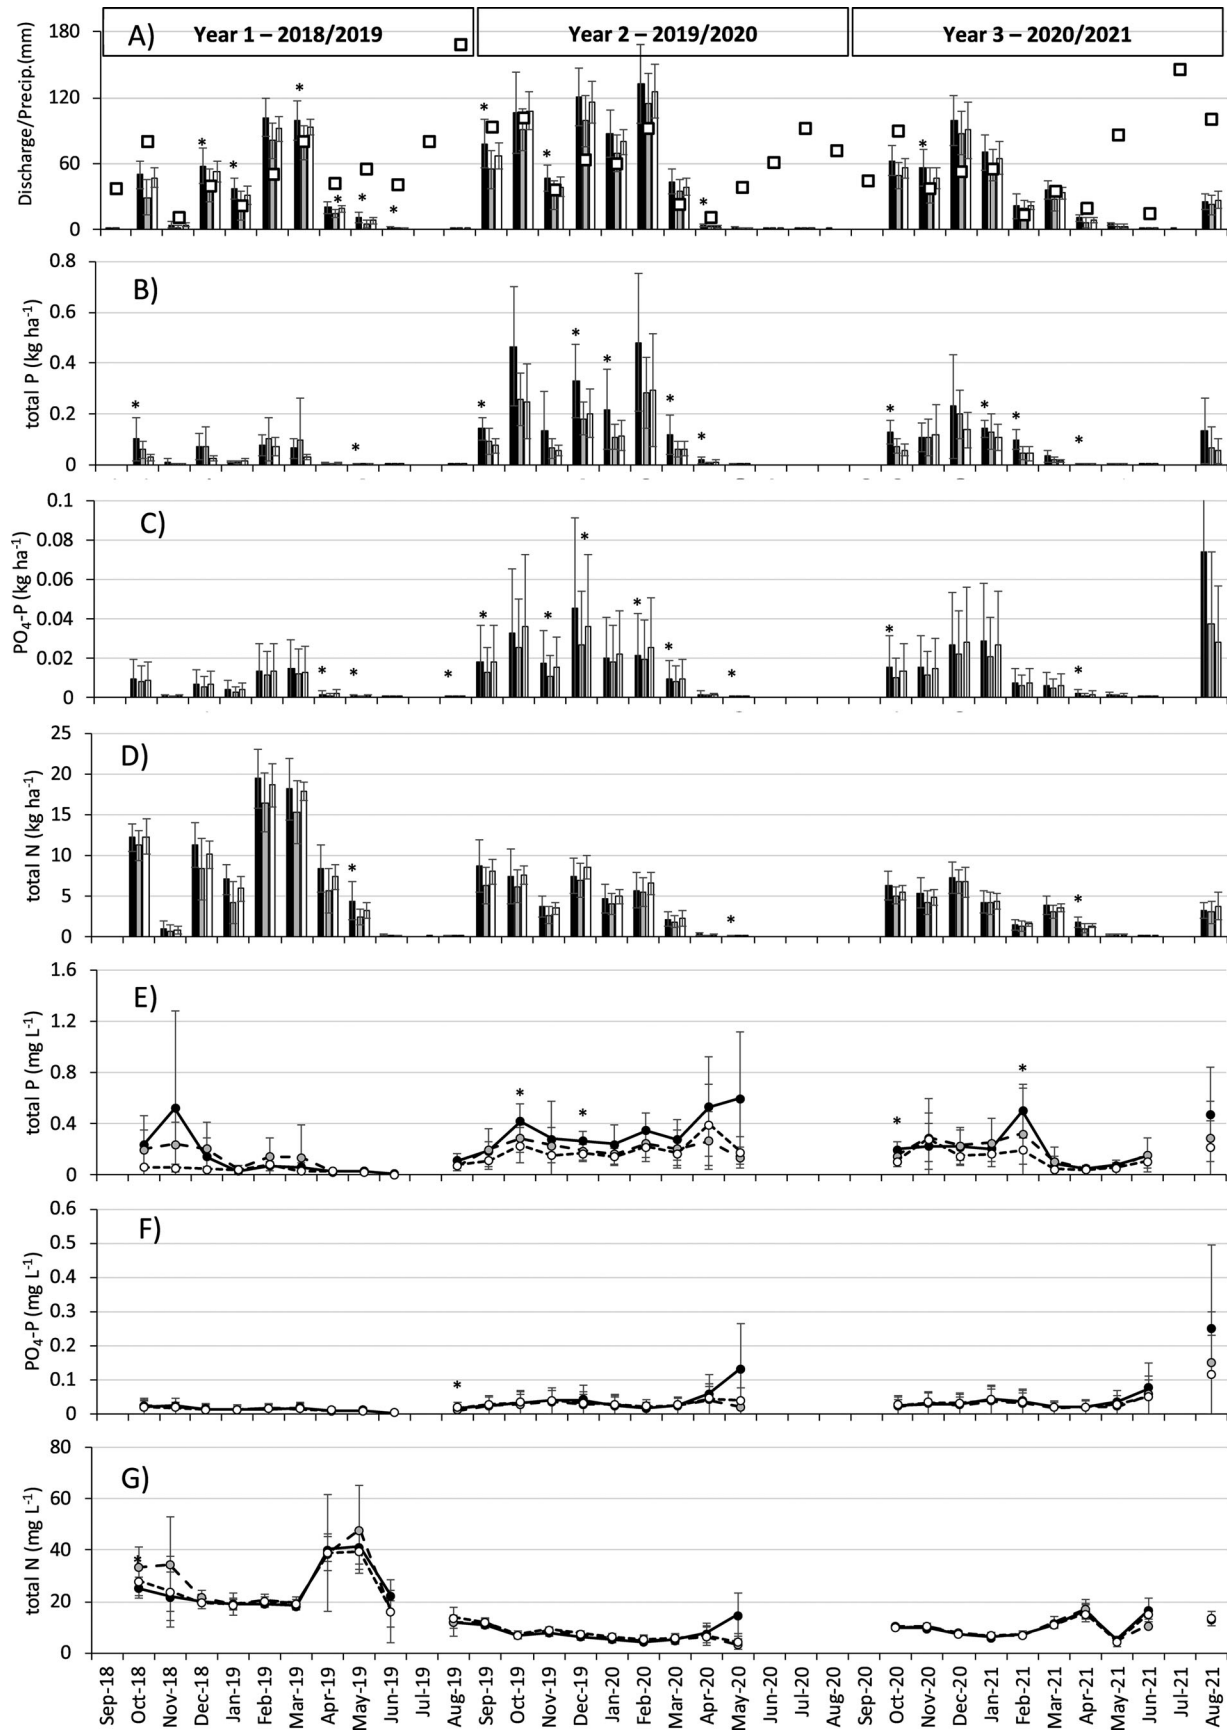 A)
Year 1 – 2018/2019
Year 2 – 2019/2020
Year 3 – 2020/2021
Discharge/Precip.(mm)
180
120
60
0
* * * * * * * * * * *
*
B)
total P (kg ha⁻¹)
0.8
0.6
0.4
0.2
0
* * * * * * * * * * *
C)
PO₄-P (kg ha⁻¹)
0.1
0.08
0.06
0.04
0.02
0
* * * * * * * * * * *
D)
total N (kg ha⁻¹)
25
20
15
10
5
0
* * *
E)
total P (mg L⁻¹)
1.6
1.2
0.8
0.4
0
* * * *
F)
PO₄-P (mg L⁻¹)
0.6
0.5
0.4
0.3
0.2
0.1
0
*
G)
total N (mg L⁻¹)
80
60
40
20
0
*
Sep-18
Oct-18
Nov-18
Dec-18
Jan-19
Feb-19
Mar-19
Apr-19
May-19
Jun-19
Jul-19
Aug-19
Sep-19
Oct-19
Nov-19
Dec-19
Jan-20
Feb-20
Mar-20
Apr-20
May-20
Jun-20
Jul-20
Aug-20
Sep-20
Oct-20
Nov-20
Dec-20
Jan-21
Feb-21
Mar-21
Apr-21
May-21
Jun-21
Jul-21
Aug-21